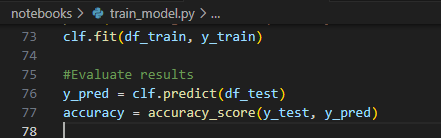 notebooks > train_model.py > ...
73 clf.fit(df_train, y_train)
74
75 #Evaluate results
76 y_pred = clf.predict(df_test)
77 accuracy = accuracy_score(y_test, y_pred)
78